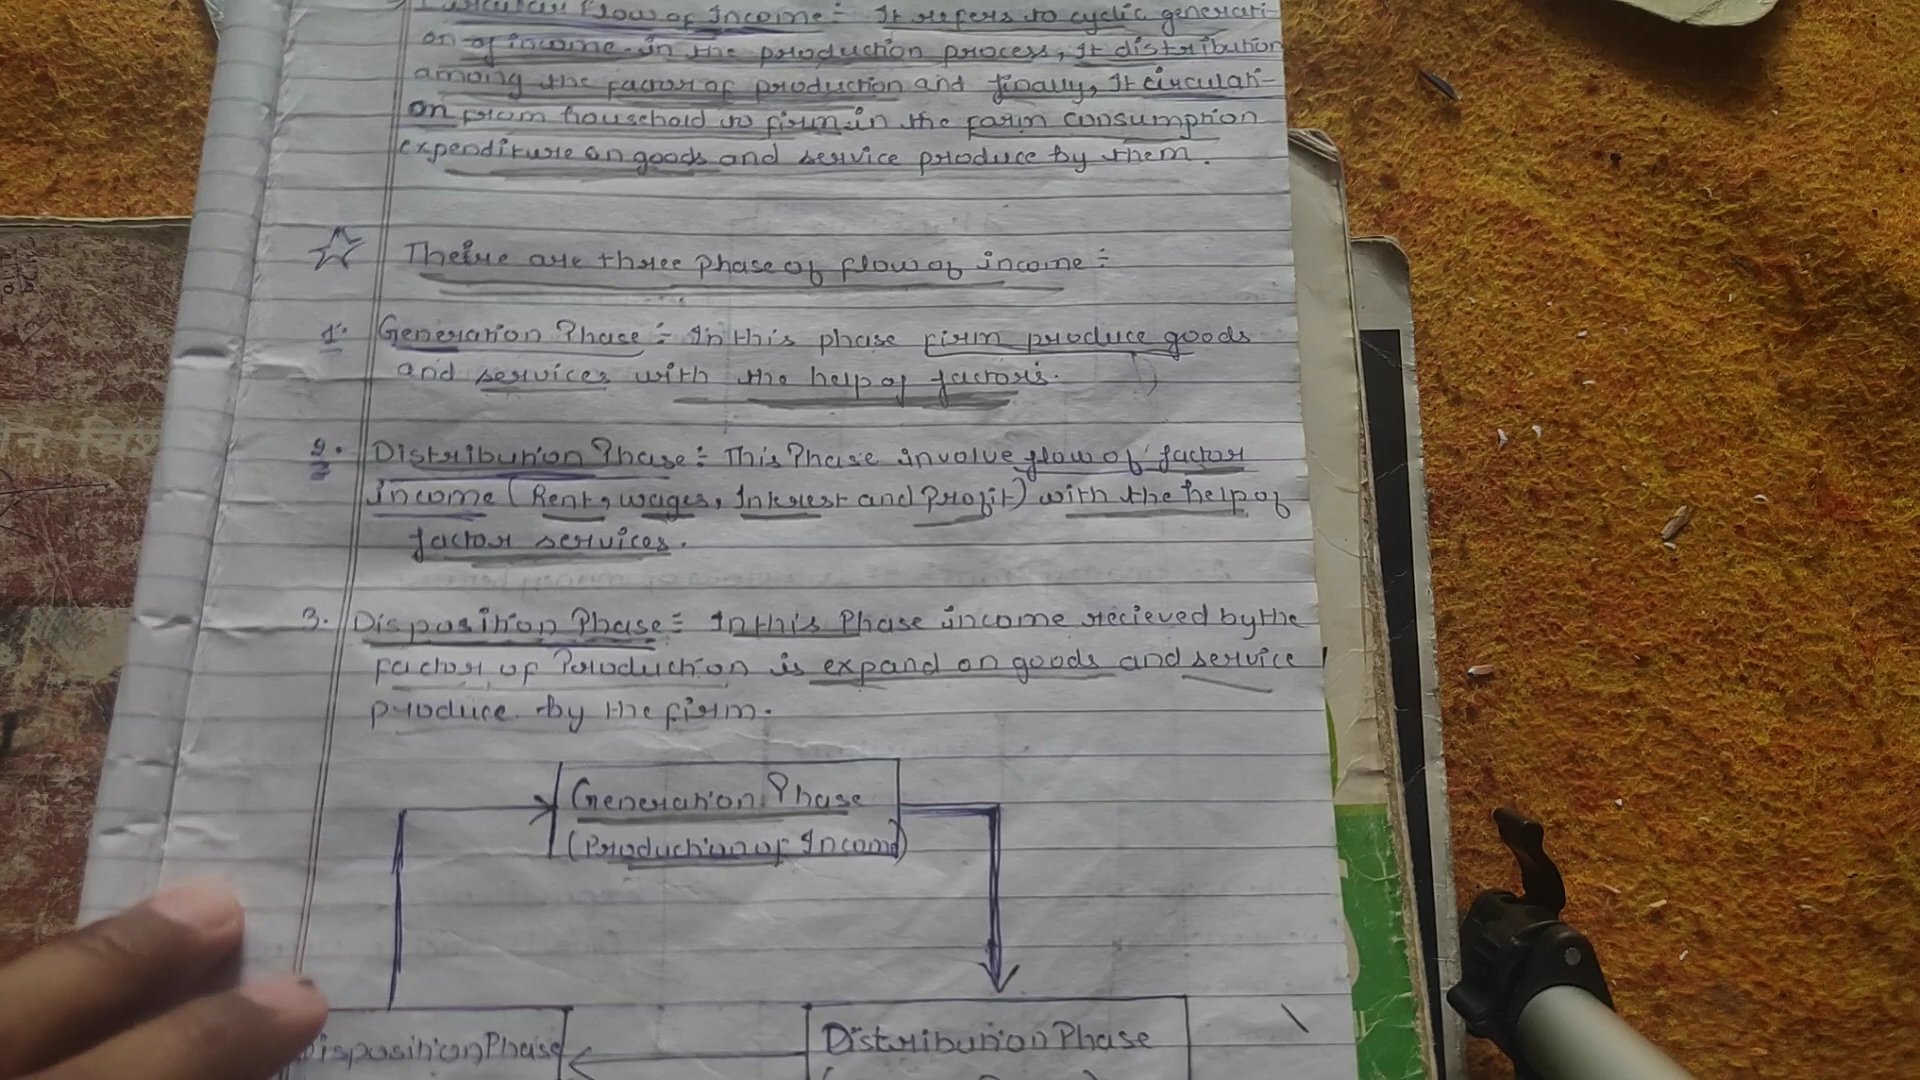 Circular flow of Income:- It refers to cyclic generati-
on of income in the production process, it distribution
among the factor of production and finally, It circulati-
on from household to firm in the form consumption
expenditure on goods and service produce by them.
Theire are three phase of flow of income:-
1. Generation Phase:- In this phase firm produce goods
and services with the help of factors.
2. Distribution Phase:- This Phase involve flow of factor
income (Rent, wages, Interest and Profit) with the help of
factor services.
3. Disposition Phase:- In this Phase income recieved by the
factor of Production is expand on goods and service
produce by the firm.
Generation Phase
(Production of Income)
Disposition Phase
Distribution Phase